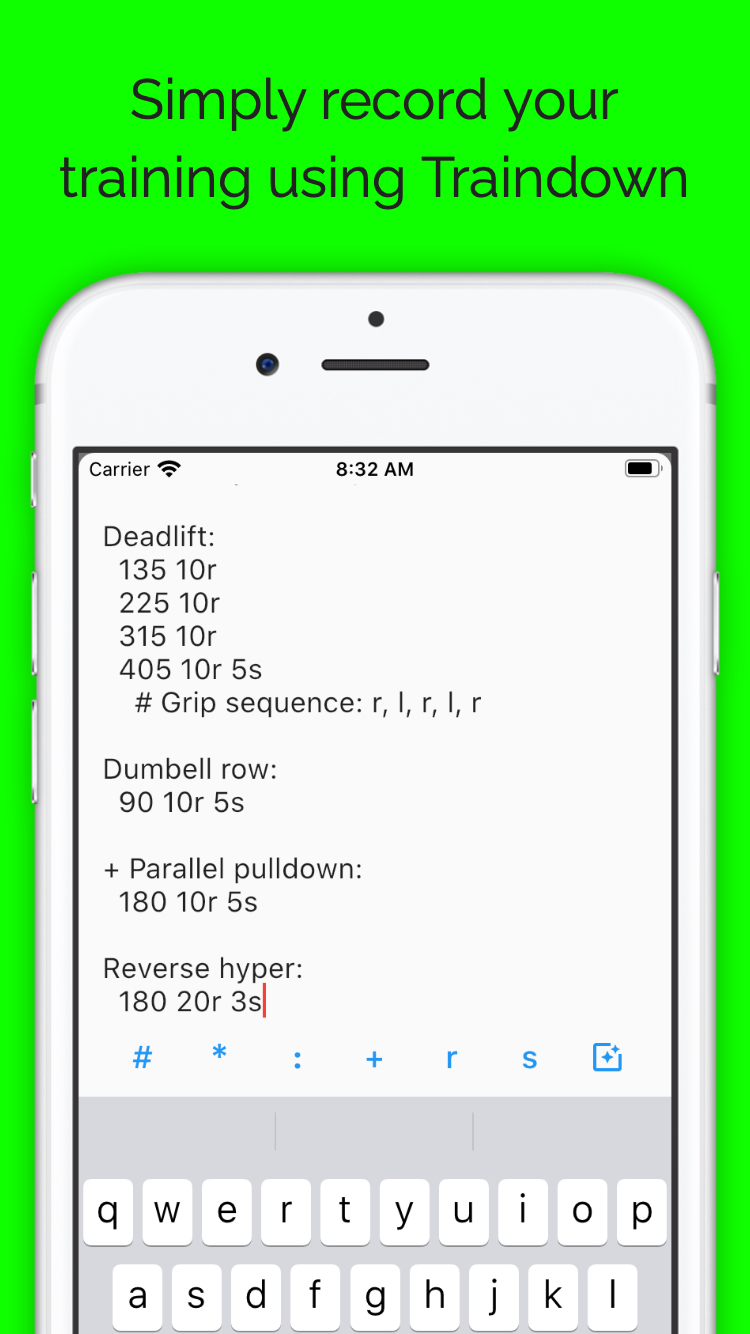 Simply record your
training using Traindown
Carrier 8:32 AM
Deadlift:
135 10r
225 10r
315 10r
405 10r 5s
# Grip sequence: r, l, r, l, r
Dumbell row:
90 10r 5s
+ Parallel pulldown:
180 10r 5s
Reverse hyper:
180 20r 3s
# * : + r s
q w e r t y u i o p
a s d f g h j k l